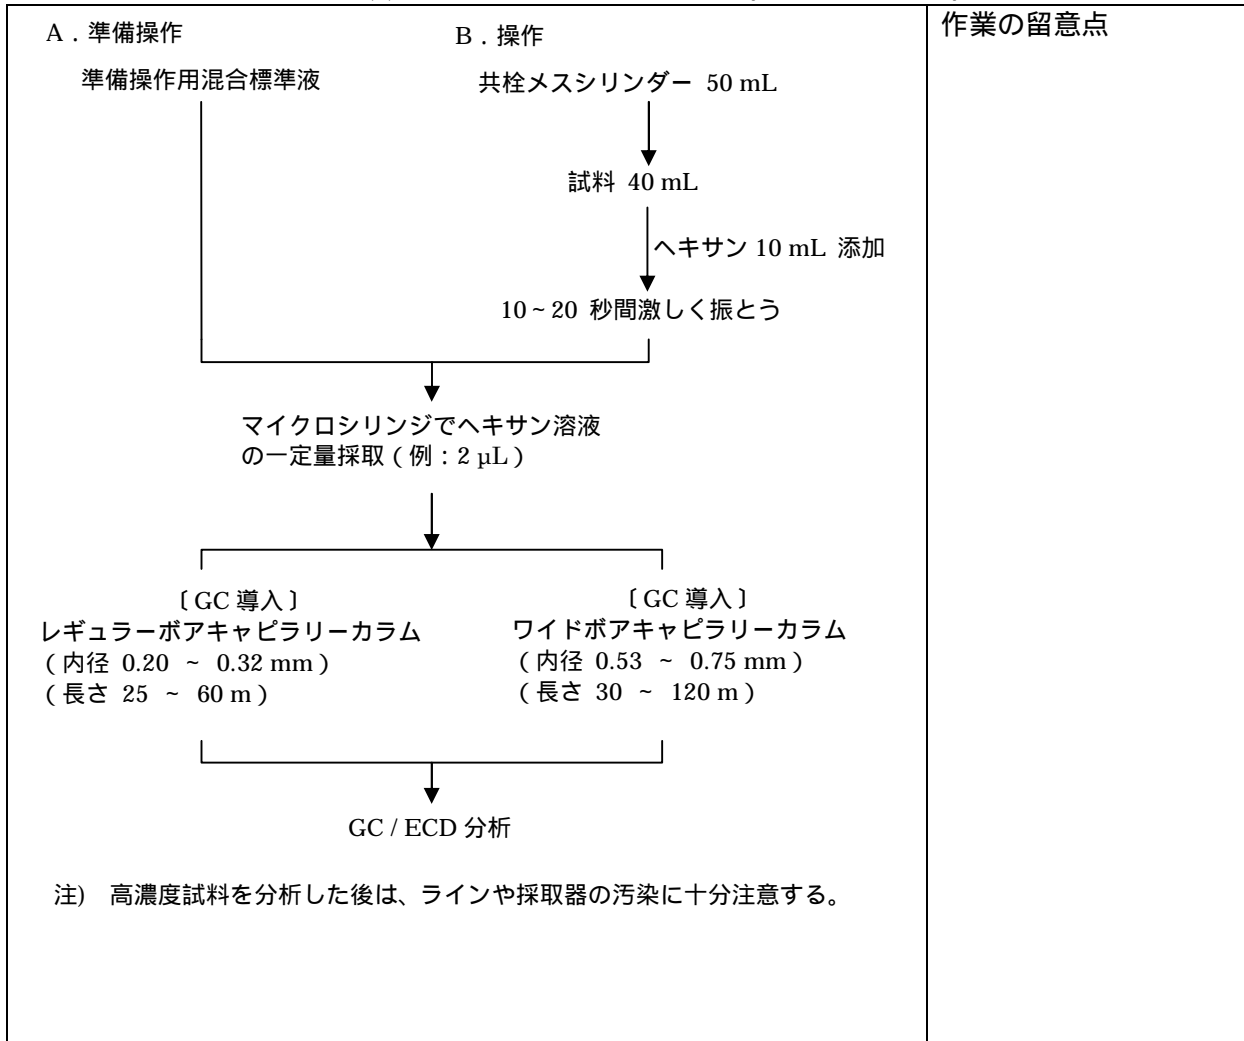 作業の留意点
A．準備操作
B．操作
準備操作用混合標準液
共栓メスシリンダー 50 mL
試料 40 mL
ヘキサン 10 mL 添加
10~20 秒間激しく振とう
マイクロシリンジでヘキサン溶液
の一定量採取（例：2 µL）
〔GC 導入〕
レギュラーボアキャピラリーカラム
（内径 0.20 ~ 0.32 mm）
（長さ 25 ~ 60 m）
〔GC 導入〕
ワイドボアキャピラリーカラム
（内径 0.53 ~ 0.75 mm）
（長さ 30 ~ 120 m）
GC / ECD 分析
注) 高濃度試料を分析した後は、ラインや採取器の汚染に十分注意する。